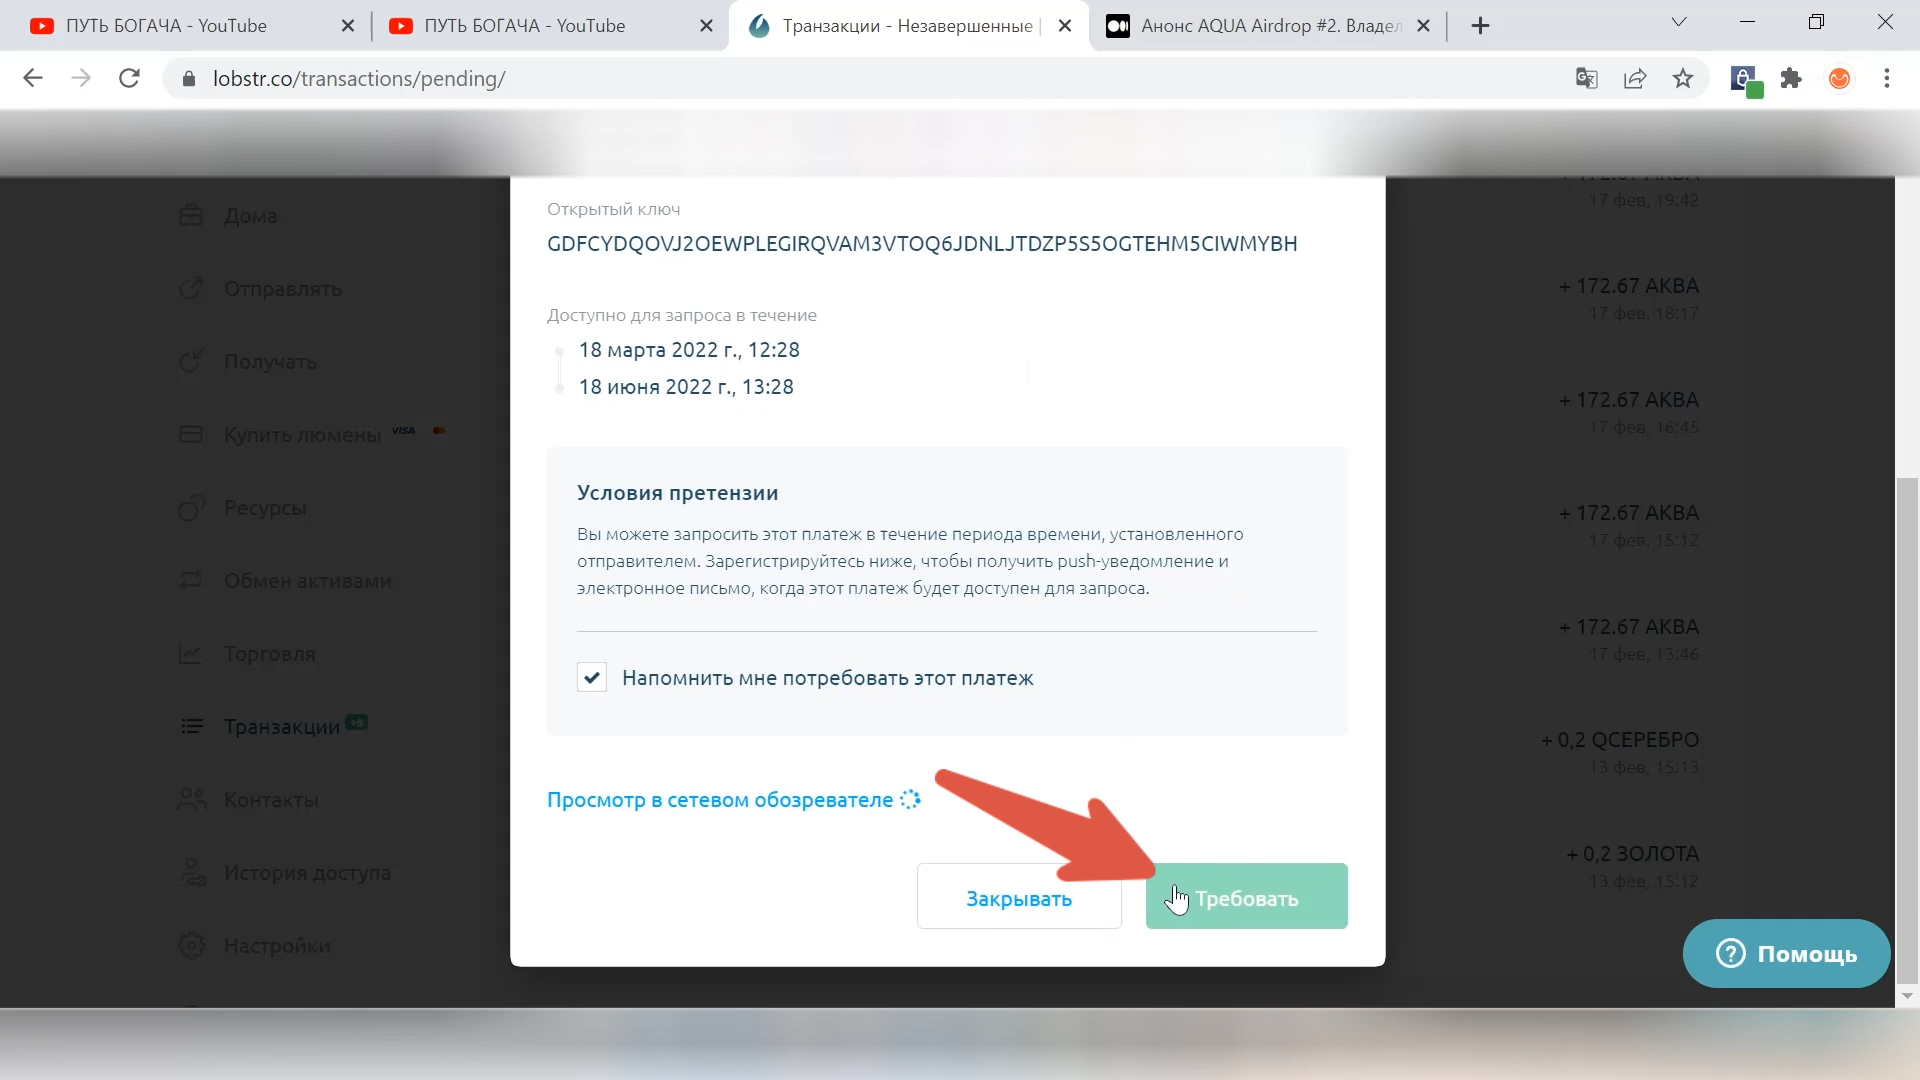 ПУТЬ БОГАЧА - YouTube
ПУТЬ БОГАЧА - YouTube
Транзакции - Незавершенные
Анонс AQUA Airdrop #2. Владел
lobstr.co/transactions/pending/
17 фев, 19:42
Открытый ключ
GDFCYDQOVJ2OEWPLEGIRQVAM3VTOQ6JDNLJTDZP5S5OGTEHM5CIWMYBH
Доступно для запроса в течение
18 марта 2022 г., 12:28
18 июня 2022 г., 13:28
Условия претензии
Вы можете запросить этот платеж в течение периода времени, установленного
отправителем. Зарегистрируйтесь ниже, чтобы получить push-уведомление и
электронное письмо, когда этот платеж будет доступен для запроса.
Напомнить мне потребовать этот платеж
Просмотр в сетевом обозревателе
Закрывать
Требовать
Дома
Отправлять
Получать
Купить люмены VISA
Ресурсы
Обмен активами
Торговля
Транзакции +9
Контакты
История доступа
Настройки
+ 172.67 АКВА
17 фев, 18:17
+ 172.67 АКВА
17 фев, 16:45
+ 172.67 АКВА
17 фев, 15:12
+ 172.67 АКВА
17 фев, 13:46
+ 0,2 QСЕРЕБРО
13 фев, 15:13
+ 0,2 ЗОЛОТА
13 фев, 15:12
Помощь